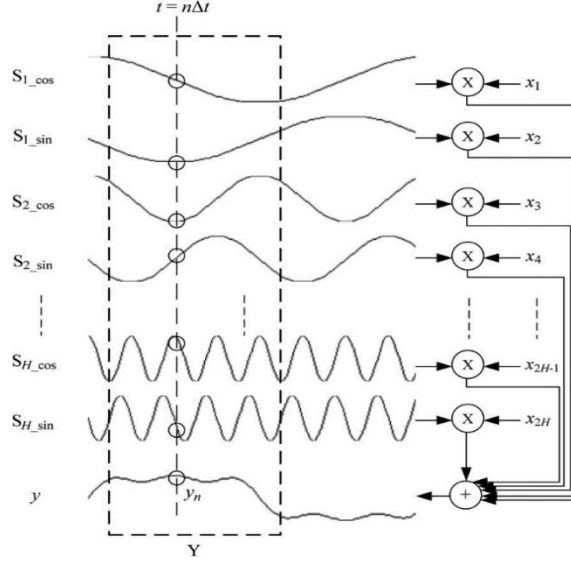 t = nΔt
S1_cos X x1
S1_sin X x2
S2_cos X x3
S2_sin X x4
SH_cos X x2H-1
SH_sin X x2H
y yn +
Y